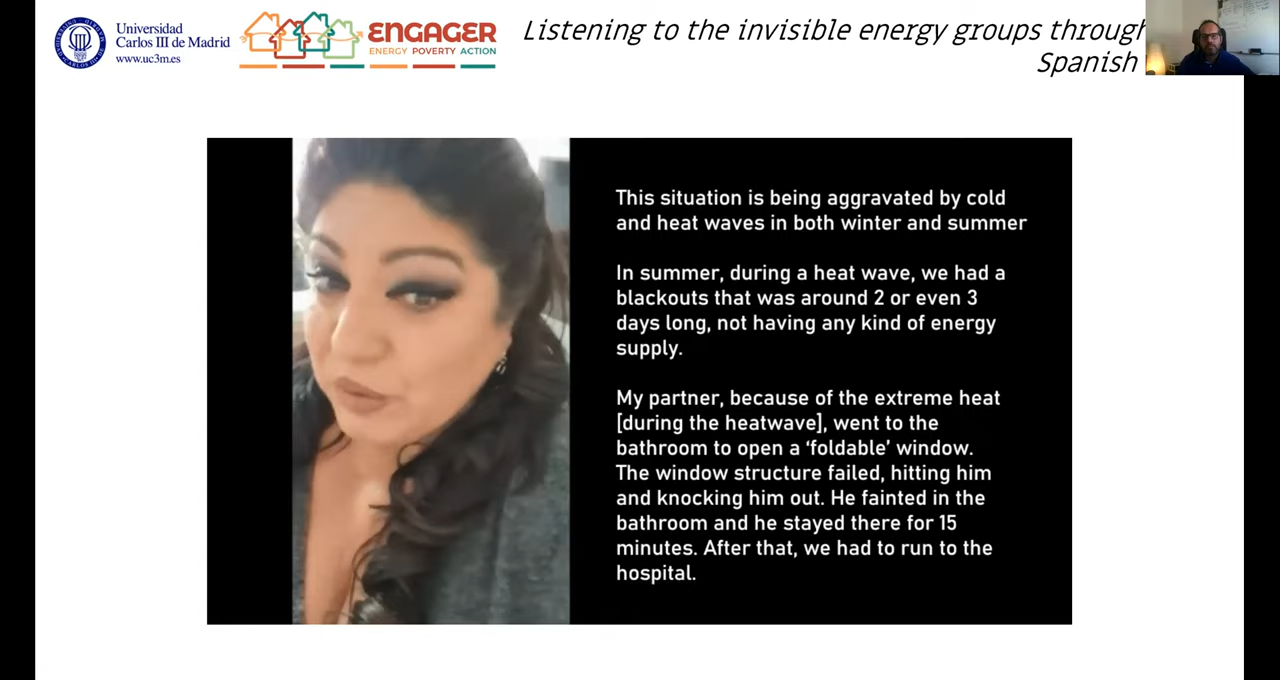 Universidad
Carlos III de Madrid
www.uc3m.es
ENGAGER
ENERGY POVERTY ACTION
Listening to the invisible energy groups through
Spanish
This situation is being aggravated by cold
and heat waves in both winter and summer
In summer, during a heat wave, we had a
blackouts that was around 2 or even 3
days long, not having any kind of energy
supply.
My partner, because of the extreme heat
[during the heatwave], went to the
bathroom to open a ‘foldable’ window.
The window structure failed, hitting him
and knocking him out. He fainted in the
bathroom and he stayed there for 15
minutes. After that, we had to run to the
hospital.